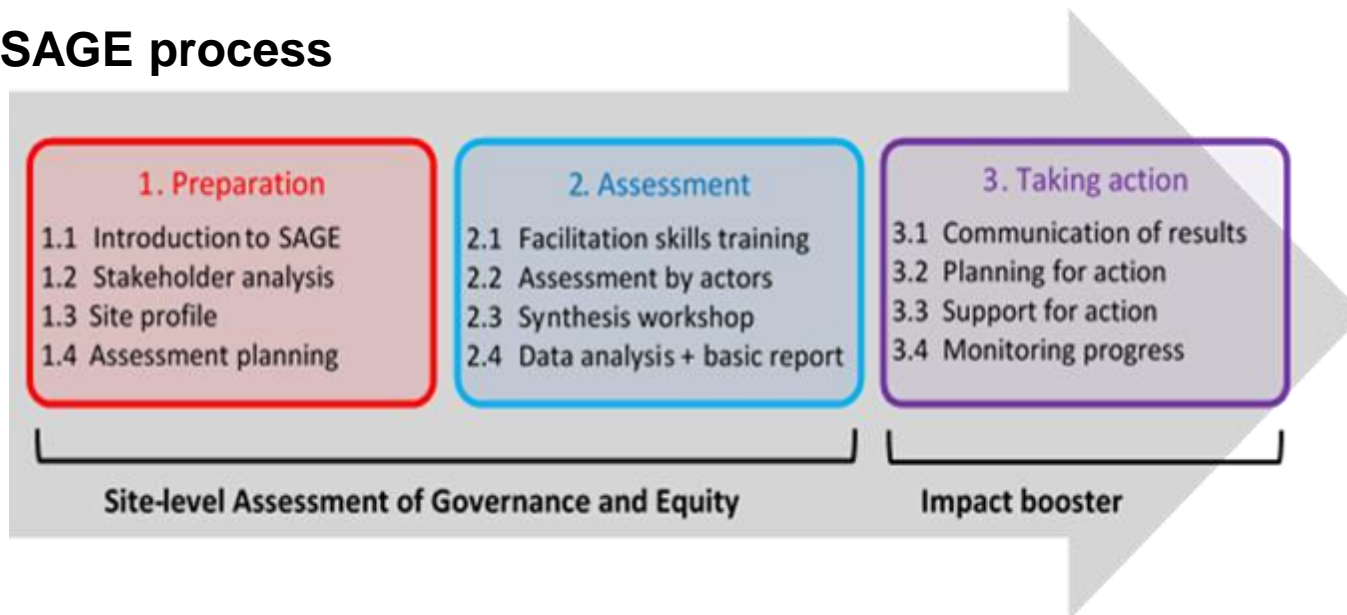 SAGE process
1. Preparation
1.1 Introduction to SAGE
1.2 Stakeholder analysis
1.3 Site profile
1.4 Assessment planning
2. Assessment
2.1 Facilitation skills training
2.2 Assessment by actors
2.3 Synthesis workshop
2.4 Data analysis + basic report
3. Taking action
3.1 Communication of results
3.2 Planning for action
3.3 Support for action
3.4 Monitoring progress
Site-level Assessment of Governance and Equity
Impact booster